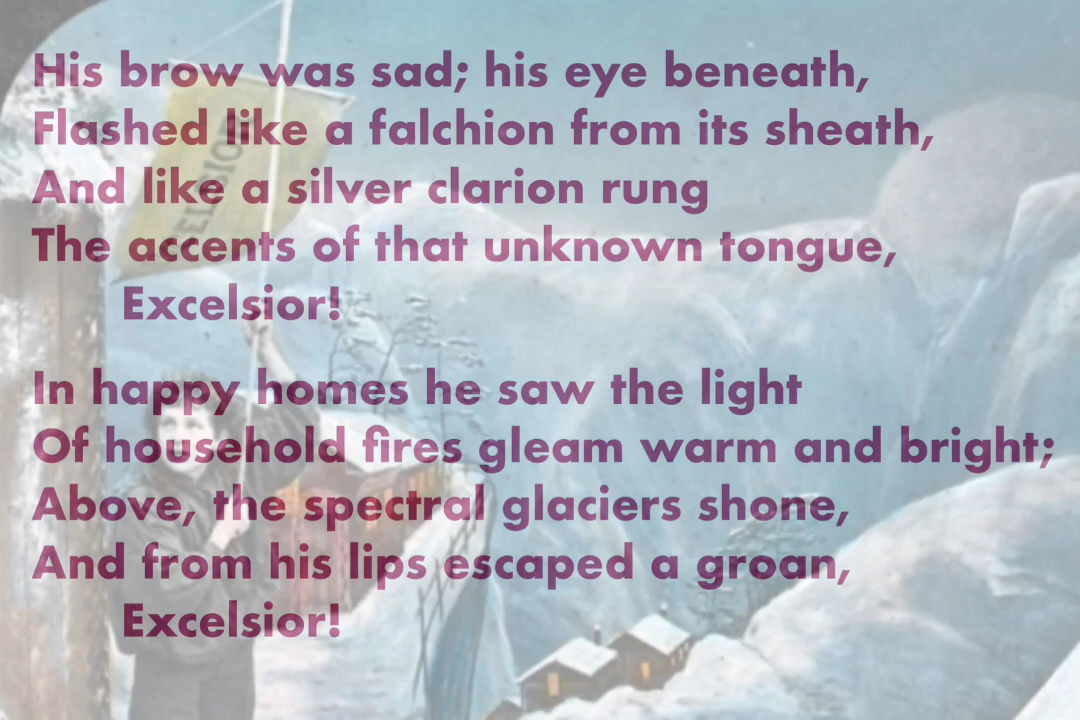 His brow was sad; his eye beneath,
Flashed like a falchion from its sheath,
And like a silver clarion rung
The accents of that unknown tongue,
Excelsior!
In happy homes he saw the light
Of household fires gleam warm and bright;
Above, the spectral glaciers shone,
And from his lips escaped a groan,
Excelsior!